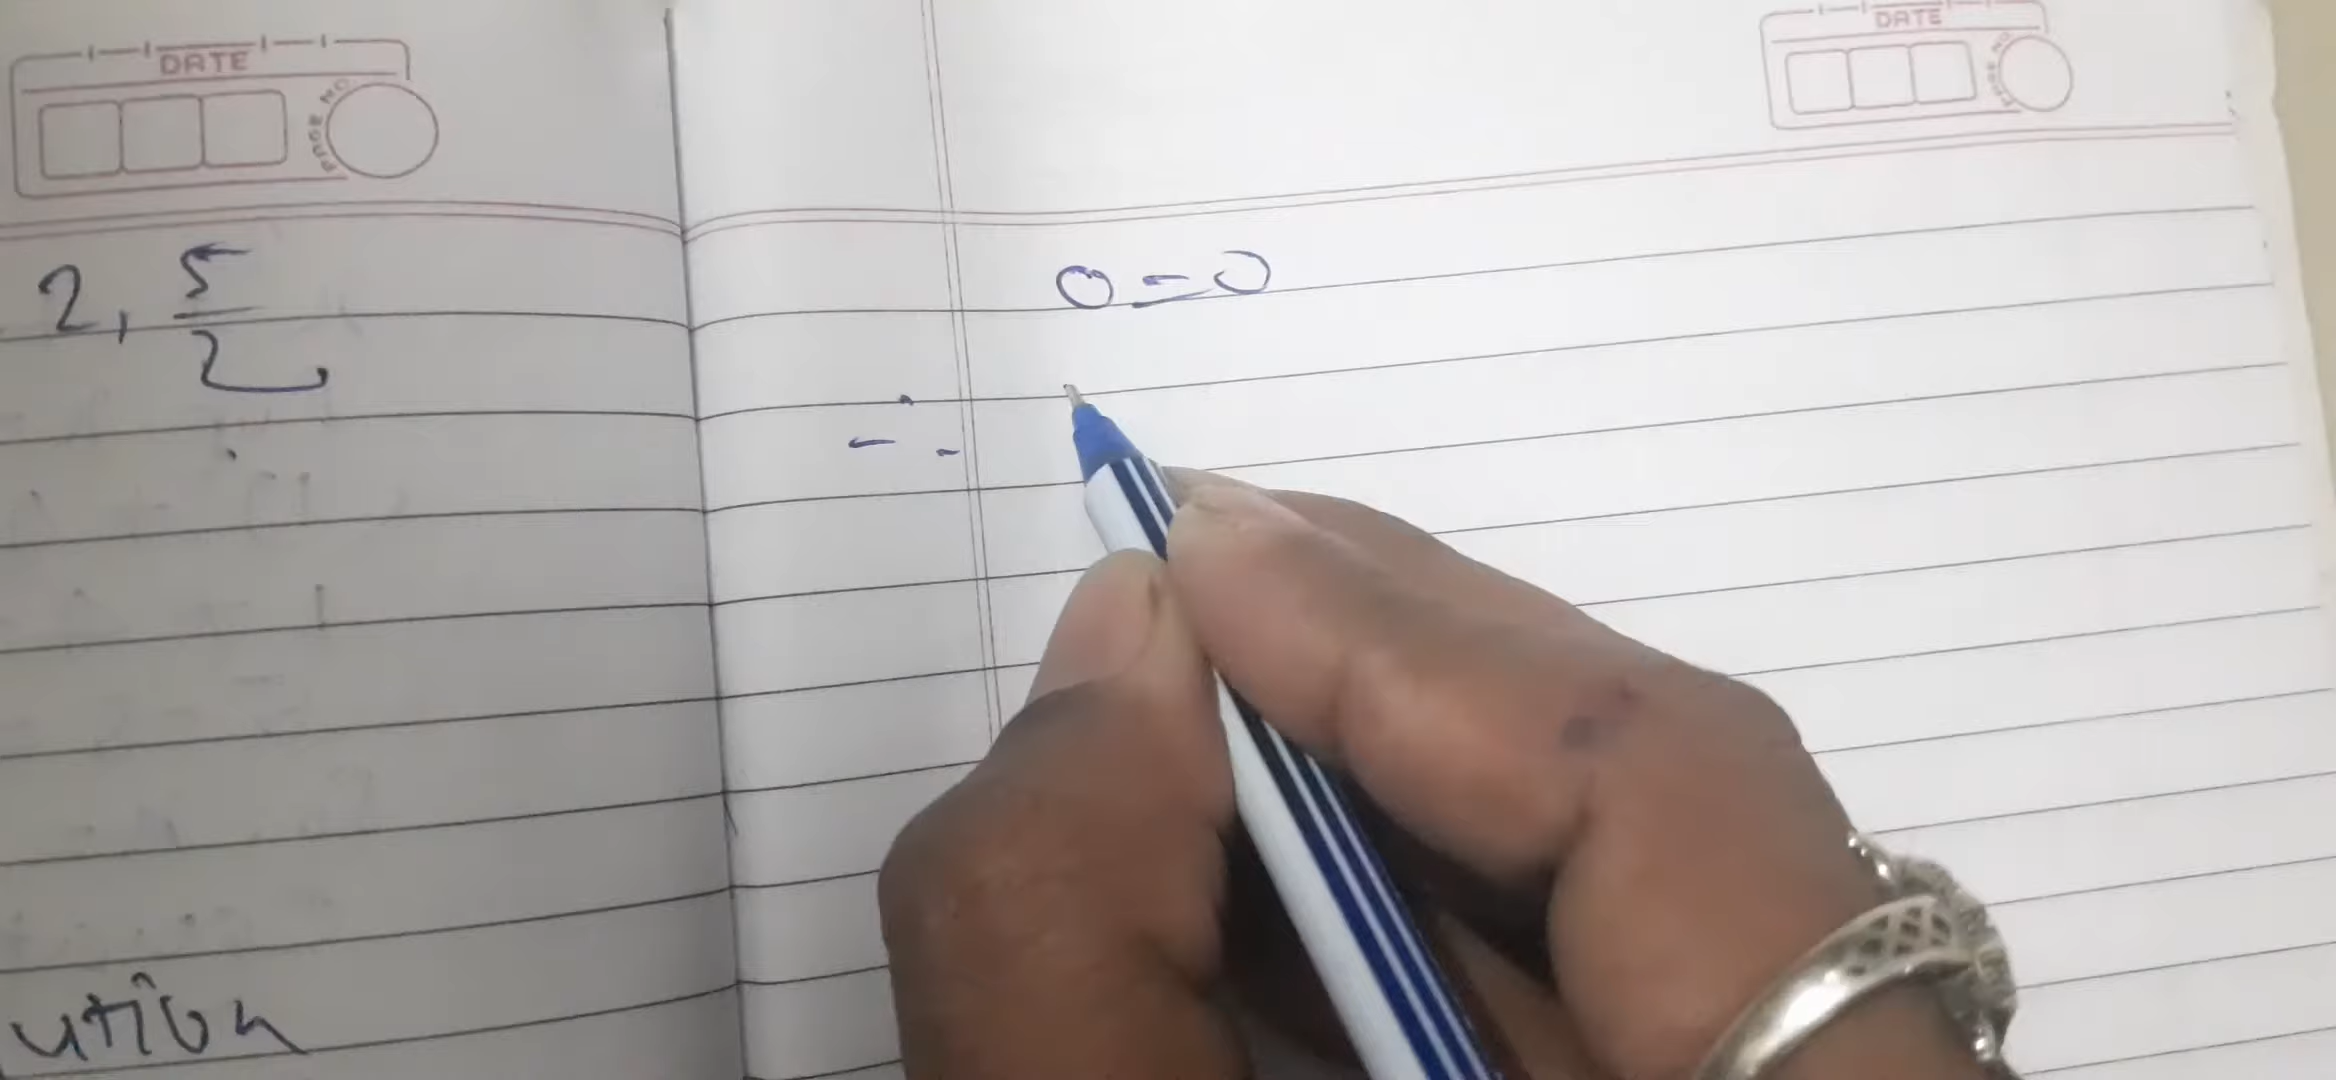 DATE
PAGE NO
2, 5/2
ution
DATE
PAGE NO
0 = 0